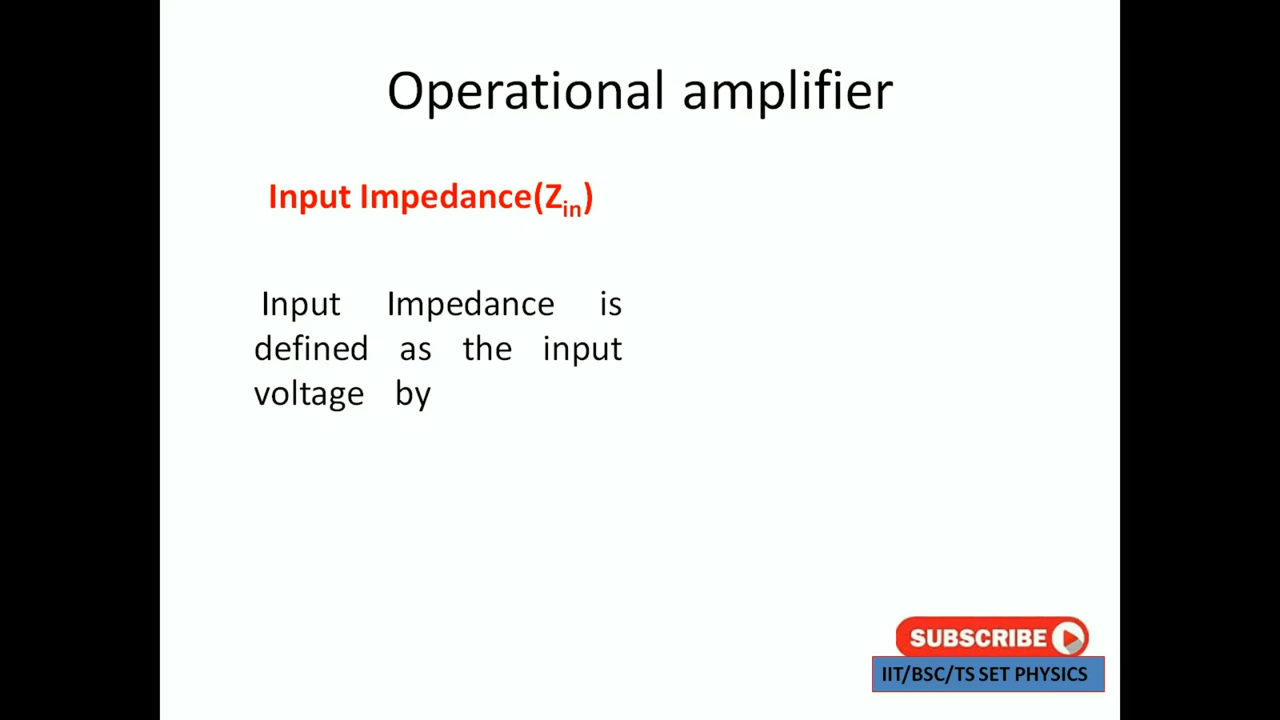 Operational amplifier
Input Impedance(Zin)
Input Impedance is
defined as the input
voltage by
SUBSCRIBE
IIT/BSC/TS SET PHYSICS